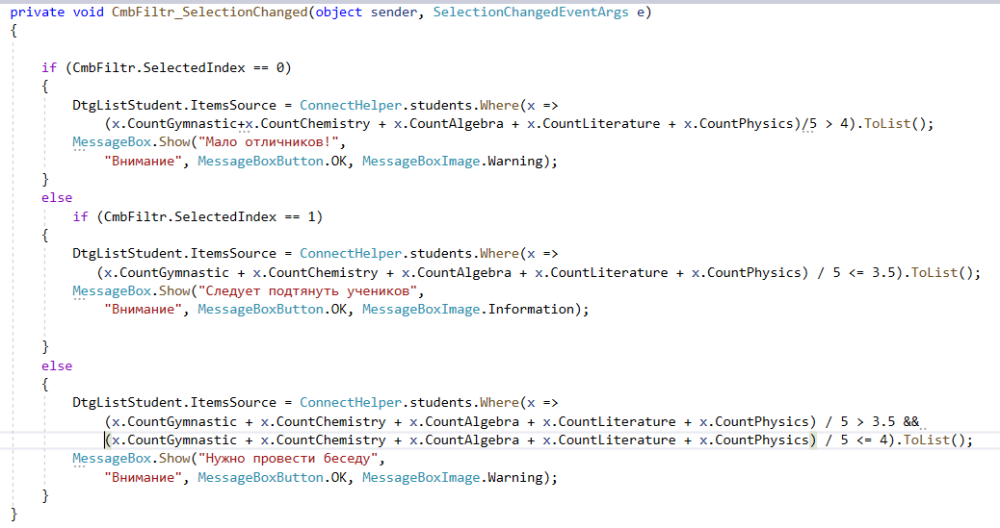 private void CmbFiltr_SelectionChanged(object sender, SelectionChangedEventArgs e)
{
if (CmbFiltr.SelectedIndex == 0)
{
DtgListStudent.ItemsSource = ConnectHelper.students.Where(x =>
(x.CountGymnastic+x.CountChemistry + x.CountAlgebra + x.CountLiterature + x.CountPhysics)/5 > 4).ToList();
MessageBox.Show("Мало отличников!",
"Внимание", MessageBoxButton.OK, MessageBoxImage.Warning);
}
else
if (CmbFiltr.SelectedIndex == 1)
{
DtgListStudent.ItemsSource = ConnectHelper.students.Where(x =>
(x.CountGymnastic + x.CountChemistry + x.CountAlgebra + x.CountLiterature + x.CountPhysics) / 5 <= 3.5).ToList();
MessageBox.Show("Следует подтянуть учеников",
"Внимание", MessageBoxButton.OK, MessageBoxImage.Information);
}
else
{
DtgListStudent.ItemsSource = ConnectHelper.students.Where(x =>
(x.CountGymnastic + x.CountChemistry + x.CountAlgebra + x.CountLiterature + x.CountPhysics) / 5 > 3.5 &&
(x.CountGymnastic + x.CountChemistry + x.CountAlgebra + x.CountLiterature + x.CountPhysics) / 5 <= 4).ToList();
MessageBox.Show("Нужно провести беседу",
"Внимание", MessageBoxButton.OK, MessageBoxImage.Warning);
}
}